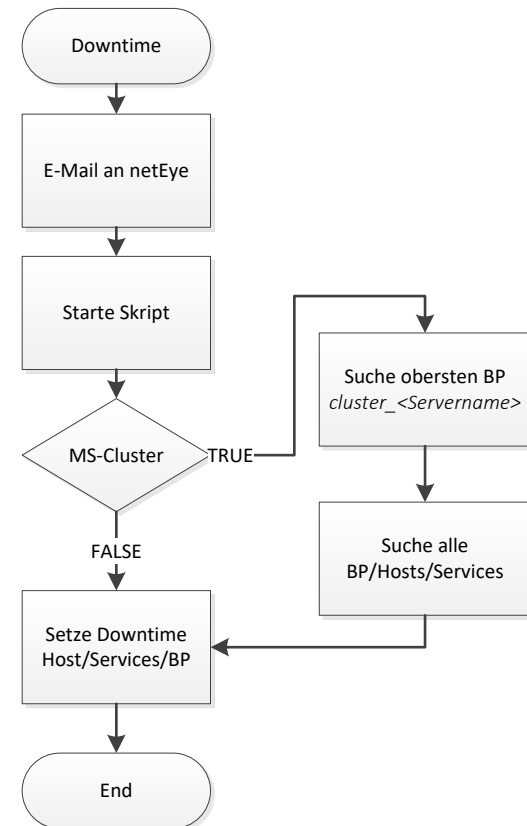 Downtime
E-Mail an netEye
Starte Skript
MS-Cluster
TRUE
Suche obersten BP
cluster_<Servername>
Suche alle
BP/Hosts/Services
FALSE
Setze Downtime
Host/Services/BP
End